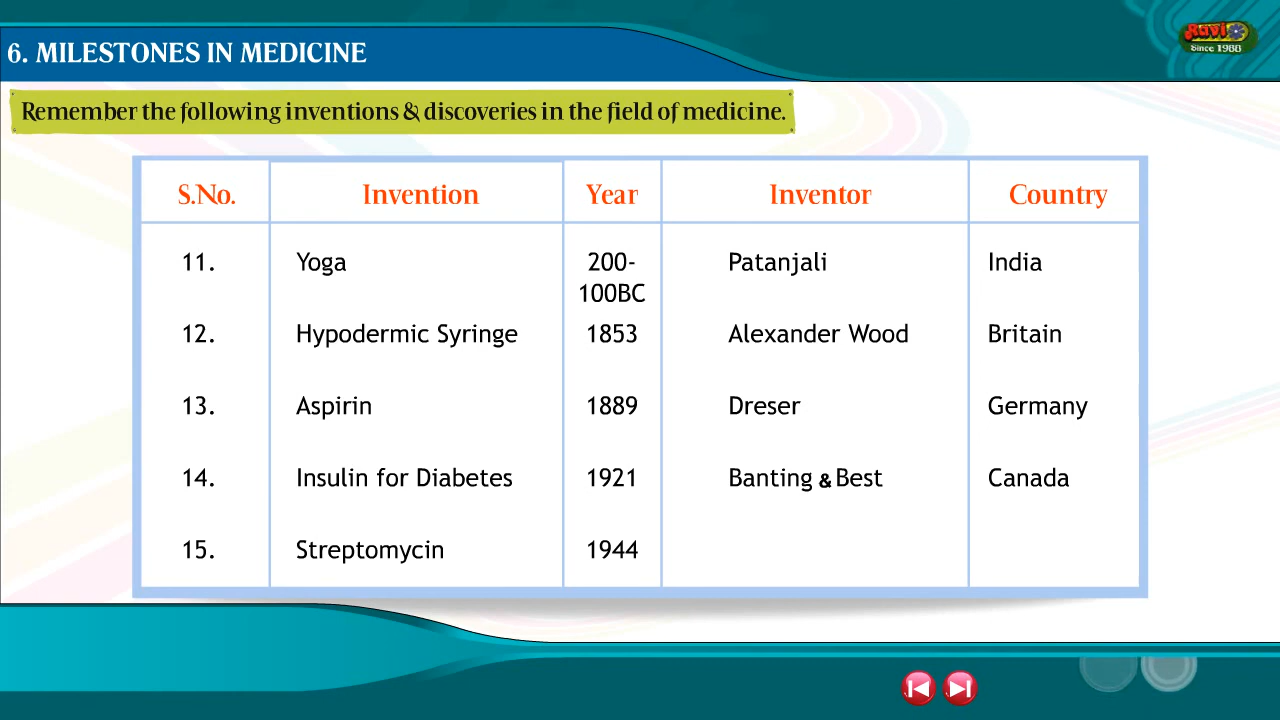 6. MILESTONES IN MEDICINE
Ravi
Since 1988
Remember the following inventions & discoveries in the field of medicine.
S.No. Invention Year Inventor Country
11. Yoga 200- Patanjali India
100BC
12. Hypodermic Syringe 1853 Alexander Wood Britain
13. Aspirin 1889 Dreser Germany
14. Insulin for Diabetes 1921 Banting & Best Canada
15. Streptomycin 1944